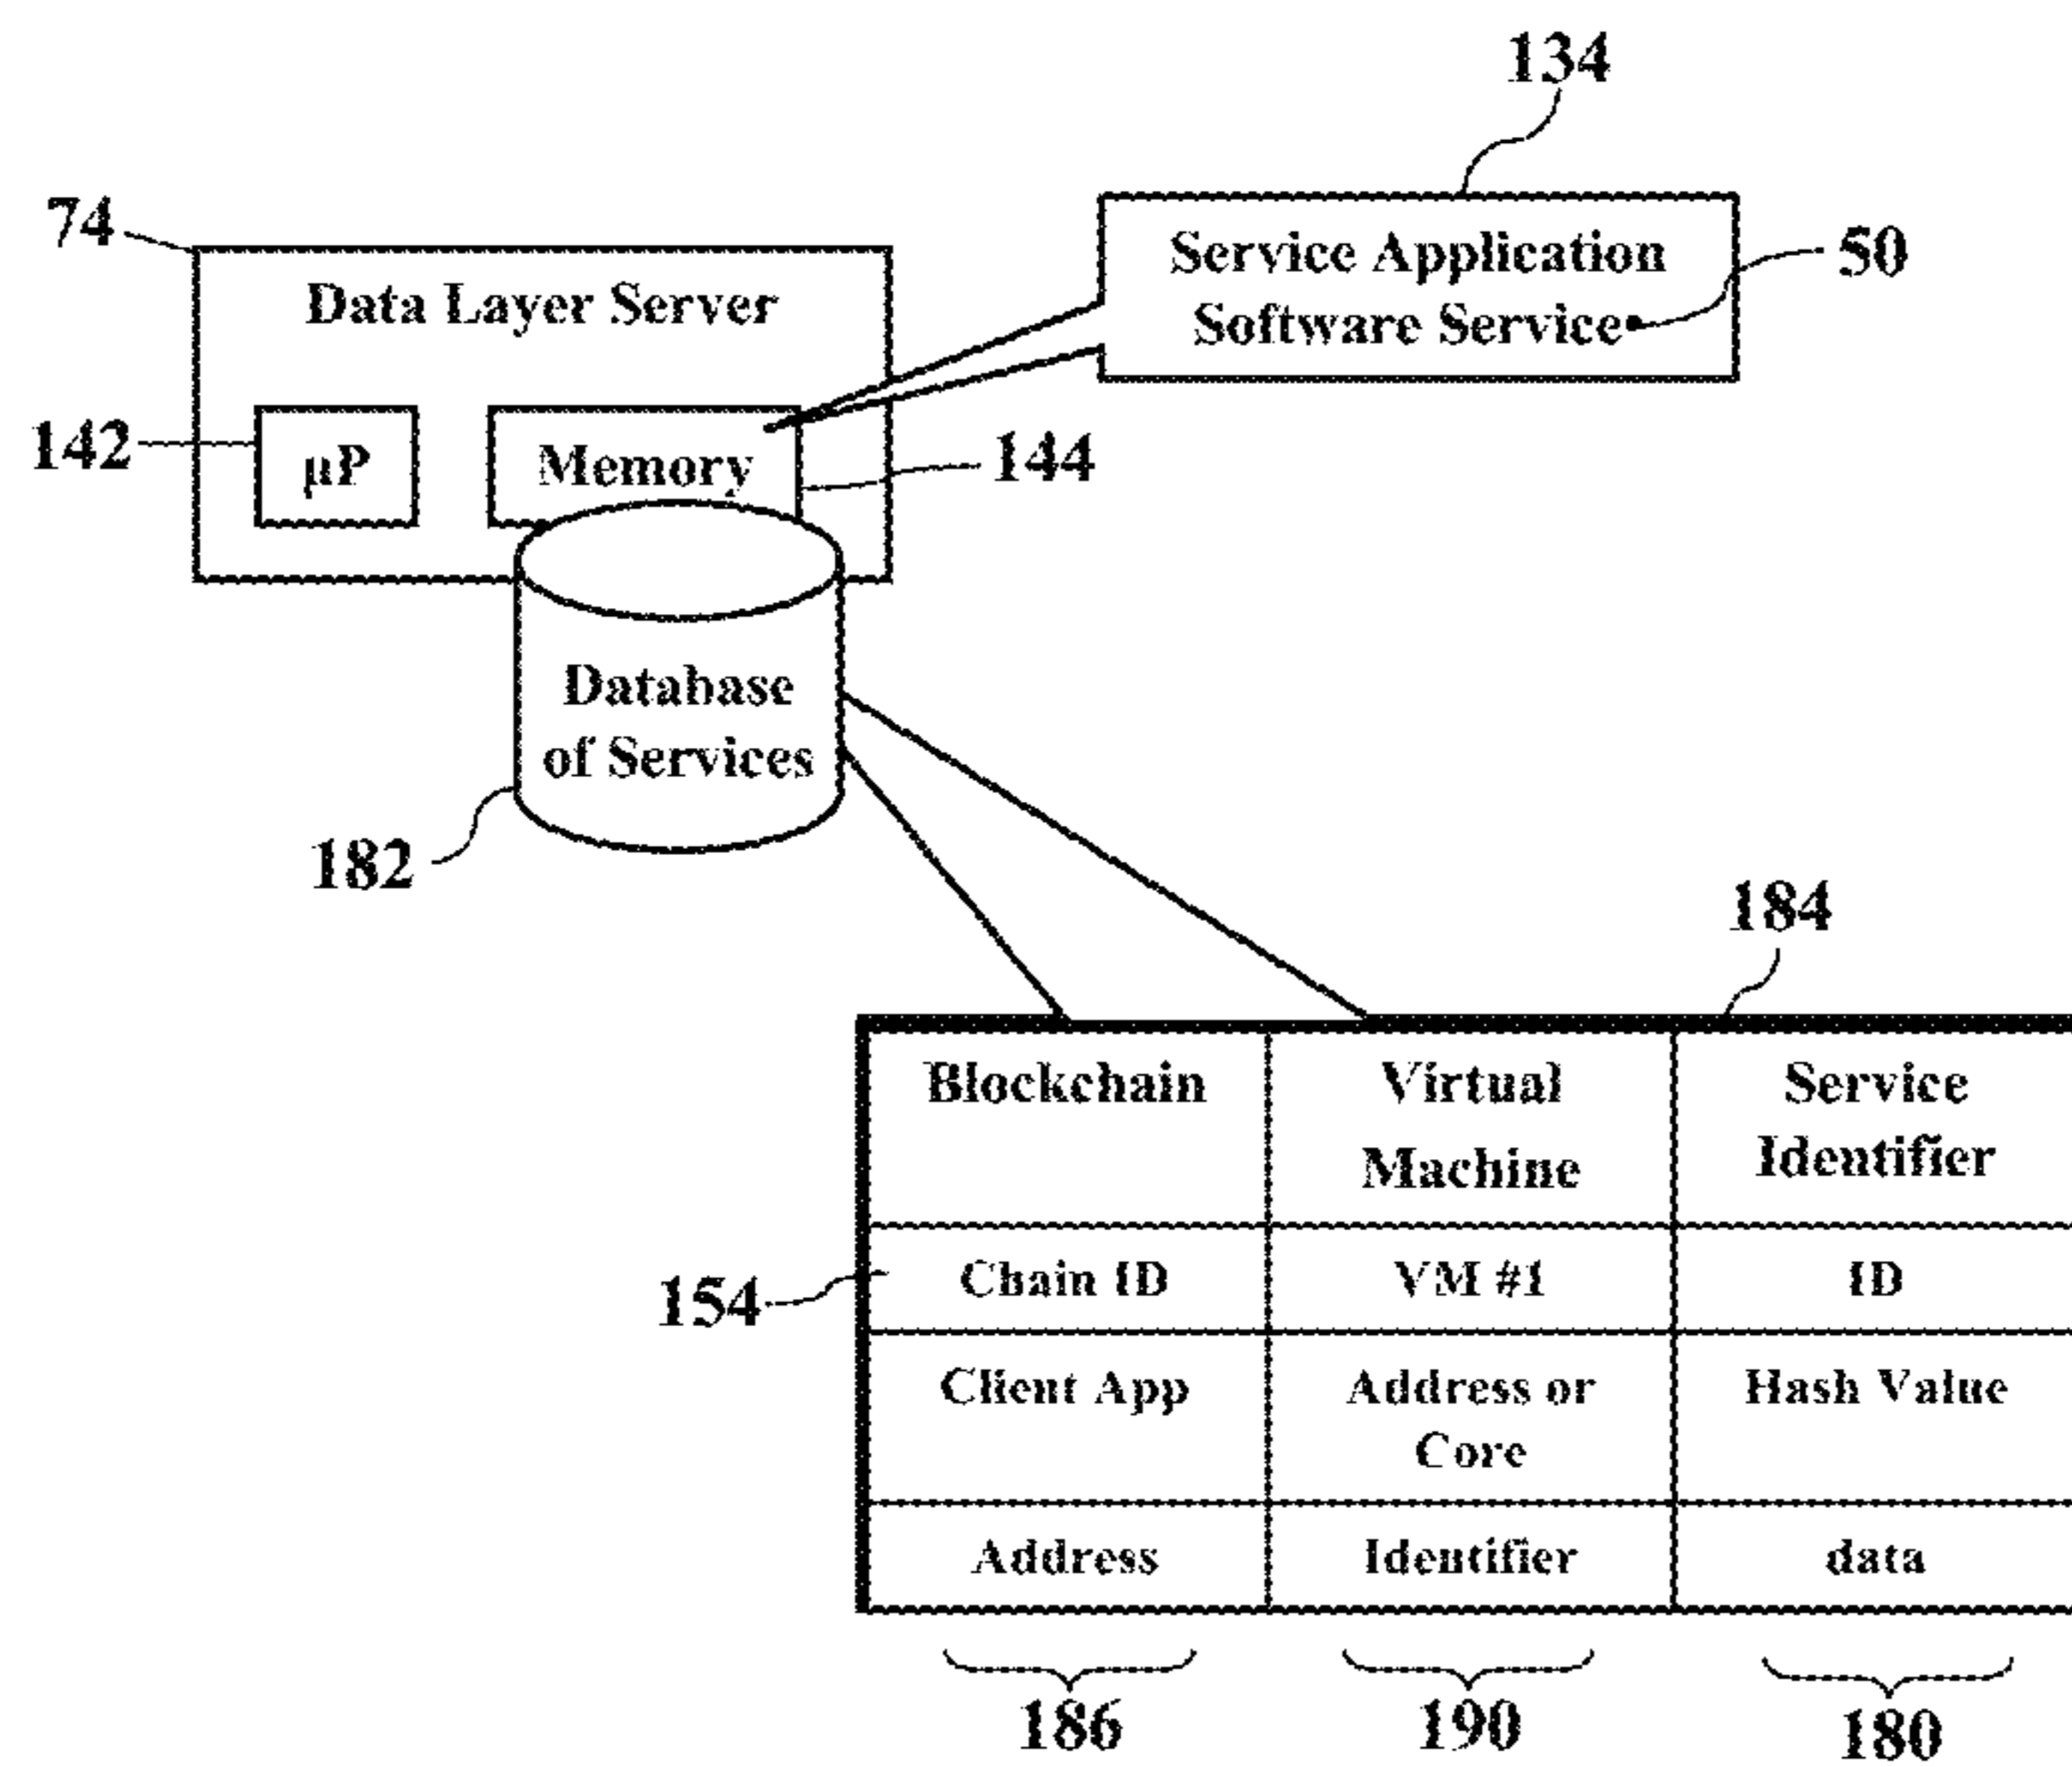 134
74
Service Application
50
Data Layer Server
Software Service
142
μP
Memory
144
Database
of Services
182
184
Blockchain
Virtual
Machine
Service
Identifier
154
Chain ID
VM #1
ID
Client App
Address or
Core
Hash Value
Address
Identifier
data
186
190
180